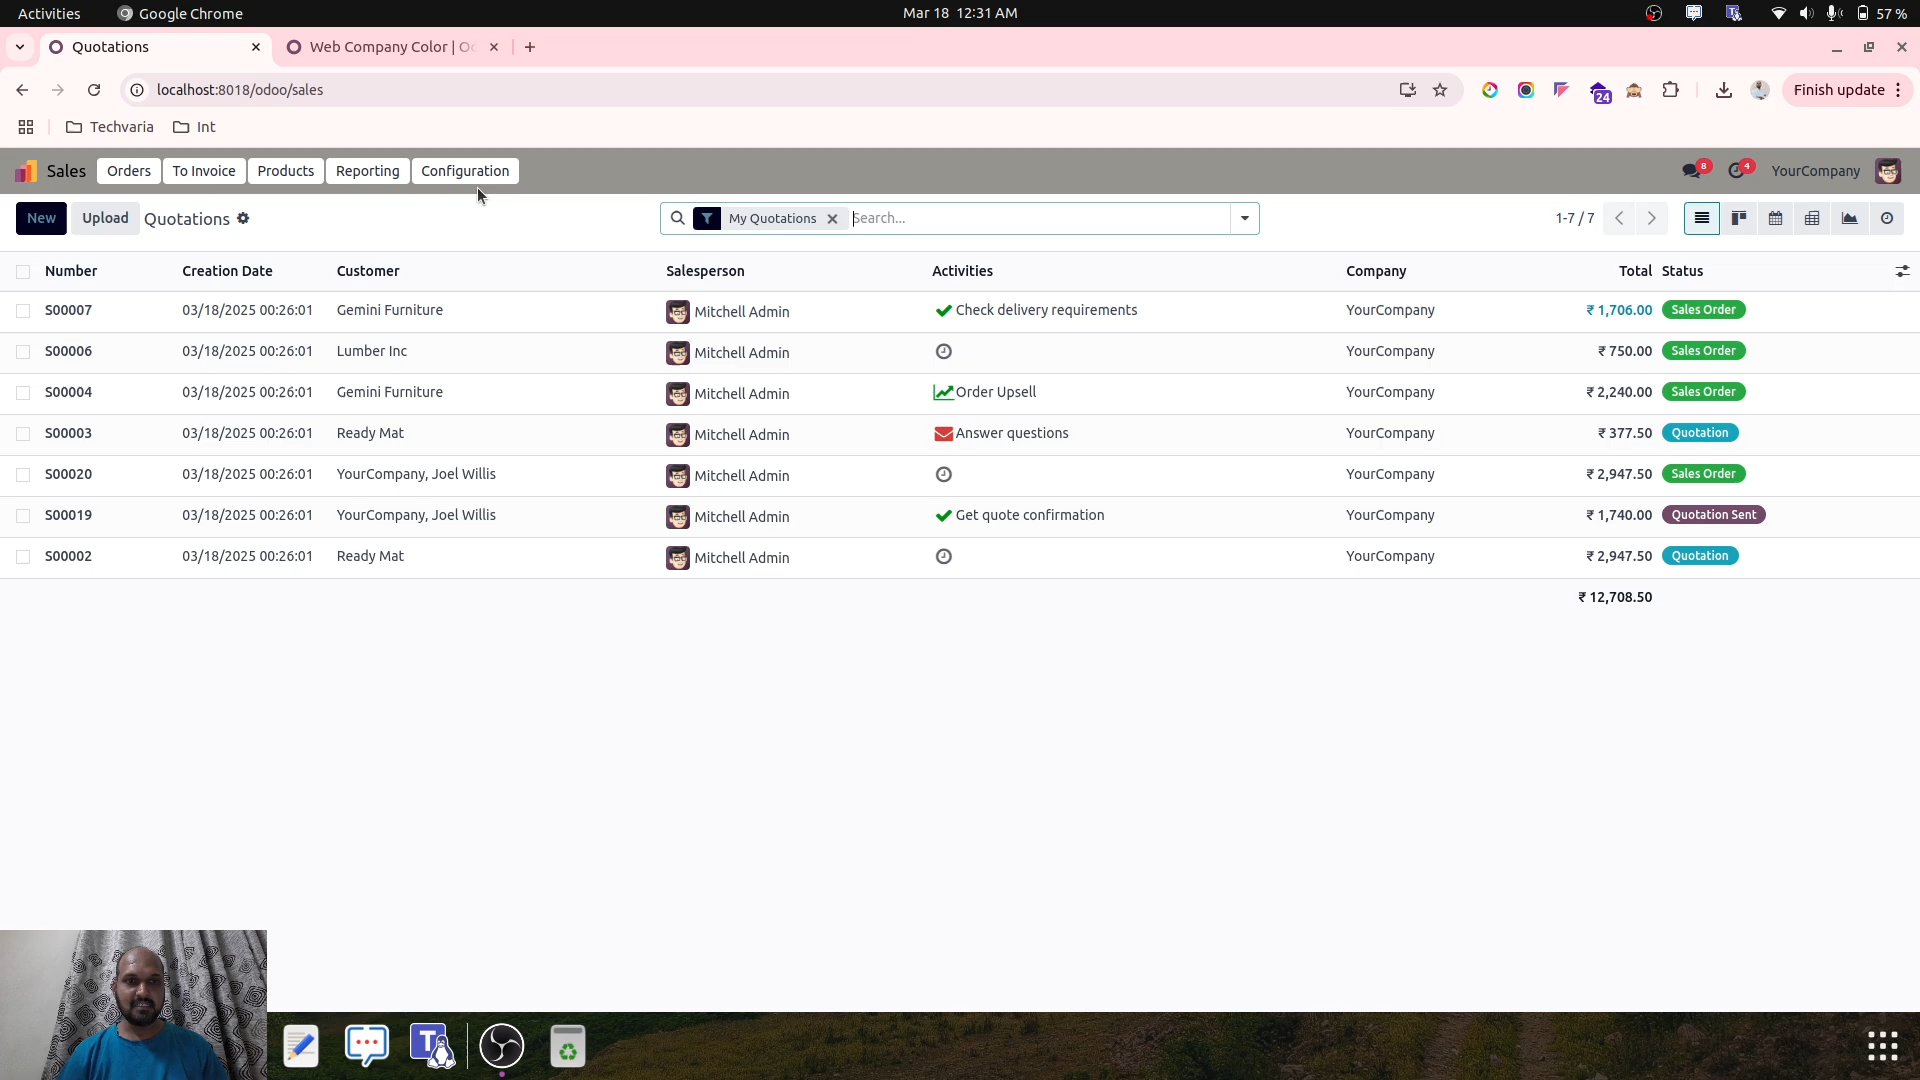 Activities Google Chrome Mar 18 12:31 AM 57 %
Quotations Web Company Color | Od
localhost:8018/odoo/sales 24 Finish update
Techvaria Int
Sales Orders To Invoice Products Reporting Configuration 8 4 YourCompany
New Upload Quotations My Quotations Search... 1-7 / 7
Number Creation Date Customer Salesperson Activities Company Total Status
S00007 03/18/2025 00:26:01 Gemini Furniture Mitchell Admin Check delivery requirements YourCompany ₹ 1,706.00 Sales Order
S00006 03/18/2025 00:26:01 Lumber Inc Mitchell Admin YourCompany ₹ 750.00 Sales Order
S00004 03/18/2025 00:26:01 Gemini Furniture Mitchell Admin Order Upsell YourCompany ₹ 2,240.00 Sales Order
S00003 03/18/2025 00:26:01 Ready Mat Mitchell Admin Answer questions YourCompany ₹ 377.50 Quotation
S00020 03/18/2025 00:26:01 YourCompany, Joel Willis Mitchell Admin YourCompany ₹ 2,947.50 Sales Order
S00019 03/18/2025 00:26:01 YourCompany, Joel Willis Mitchell Admin Get quote confirmation YourCompany ₹ 1,740.00 Quotation Sent
S00002 03/18/2025 00:26:01 Ready Mat Mitchell Admin YourCompany ₹ 2,947.50 Quotation
₹ 12,708.50
T